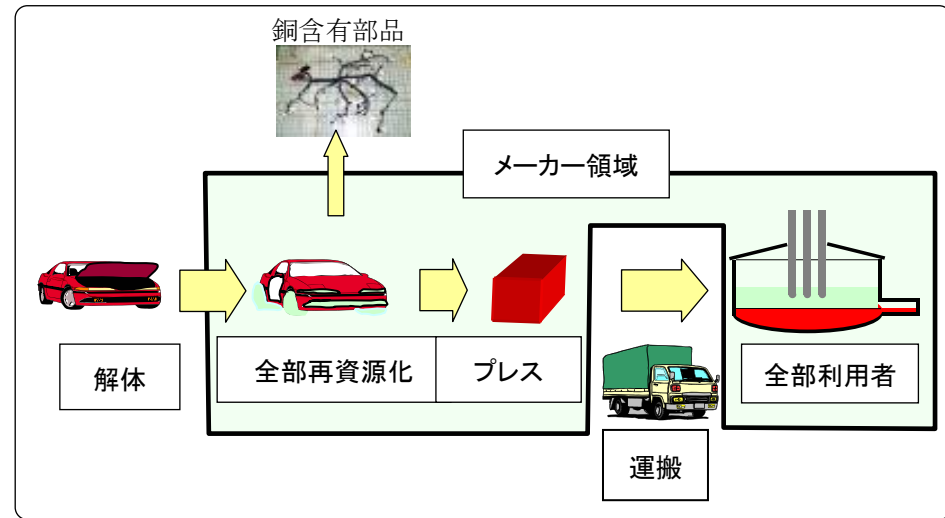 銅含有部品
メーカー領域
解体
全部再資源化
プレス
全部利用者
運搬